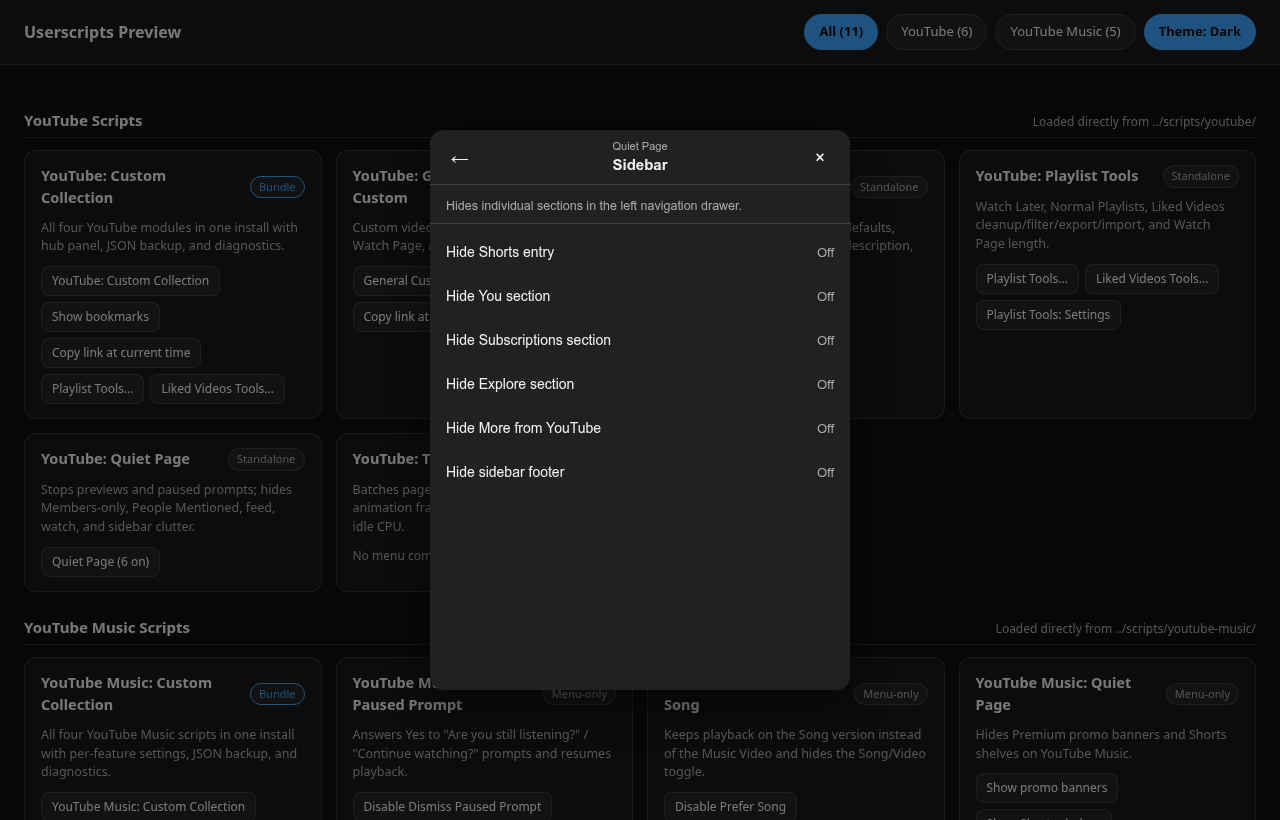 Userscripts Preview
All (11)
YouTube (6)
YouTube Music (5)
Theme: Dark
YouTube Scripts
Loaded directly from ../scripts/youtube/
YouTube: Custom
Collection
Bundle
All four YouTube modules in one install with
hub panel, JSON backup, and diagnostics.
YouTube: Custom Collection
Show bookmarks
Copy link at current time
Playlist Tools...
Liked Videos Tools...
YouTube: G
Custom
Custom video
Watch Page,
General Cus
Copy link at
Standalone
efaults,
escription,
YouTube: Playlist Tools
Standalone
Watch Later, Normal Playlists, Liked Videos
cleanup/filter/export/import, and Watch
Page length.
Playlist Tools...
Liked Videos Tools...
Playlist Tools: Settings
Quiet Page
←
Sidebar
×
Hides individual sections in the left navigation drawer.
Hide Shorts entry
Off
Hide You section
Off
Hide Subscriptions section
Off
Hide Explore section
Off
Hide More from YouTube
Off
Hide sidebar footer
Off
YouTube: Quiet Page
Standalone
Stops previews and paused prompts; hides
Members-only, People Mentioned, feed,
watch, and sidebar clutter.
Quiet Page (6 on)
YouTube: T
Batches page
animation fra
idle CPU.
No menu com
YouTube Music Scripts
Loaded directly from ../scripts/youtube-music/
YouTube Music: Custom
Collection
Bundle
All four YouTube Music scripts in one install
with per-feature settings, JSON backup, and
diagnostics.
YouTube Music: Custom Collection
YouTube M
Paused Prompt
Menu-only
Answers Yes to "Are you still listening?" /
"Continue watching?" prompts and resumes
playback.
Disable Dismiss Paused Prompt
Song
Menu-only
Keeps playback on the Song version instead
of the Music Video and hides the Song/Video
toggle.
Disable Prefer Song
YouTube Music: Quiet
Page
Menu-only
Hides Premium promo banners and Shorts
shelves on YouTube Music.
Show promo banners